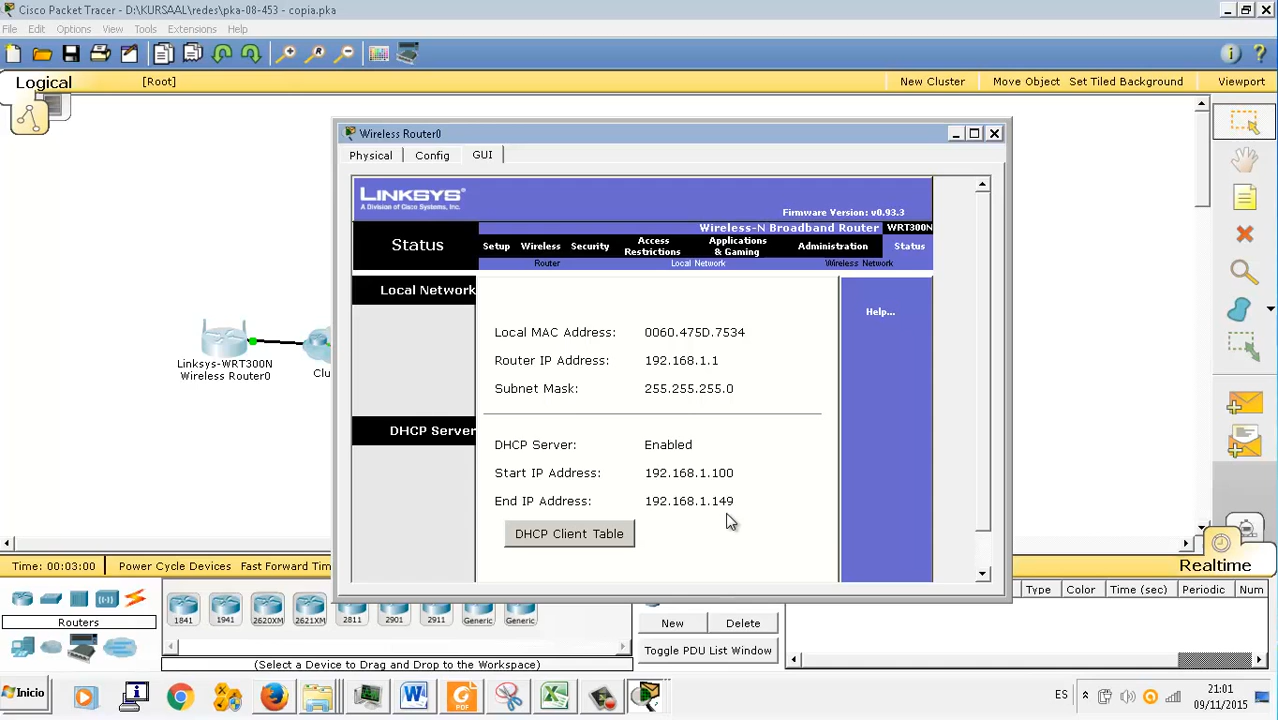 Cisco Packet Tracer - D:\KURSAAL\redes\pka-08-453 - copia.pka
File Edit Options View Tools Extensions Help
Logical [Root] New Cluster Move Object Set Tiled Background Viewport
Wireless Router0
Physical Config GUI
LINKSYS
A Division of Cisco Systems, Inc.
Firmware Version: v0.93.3
Wireless-N Broadband Router WRT300N
Status Setup Wireless Security Access Restrictions Applications & Gaming Administration Status
Router Local Network Wireless Network
Local Network
Help...
Local MAC Address: 0060.475D.7534
Router IP Address: 192.168.1.1
Subnet Mask: 255.255.255.0
DHCP Server
DHCP Server: Enabled
Start IP Address: 192.168.1.100
End IP Address: 192.168.1.149
DHCP Client Table
Linksys-WRT300N
Wireless Router0
Clu
Time: 00:03:00 Power Cycle Devices Fast Forward Tim
Realtime
Routers
1841 1941 2620XM 2621XM 2811 2901 2911 Generic Generic
(Select a Device to Drag and Drop to the Workspace)
New Delete
Toggle PDU List Window
Type Color Time (sec) Periodic Num
Inicio
PDF
ES
21:01
09/11/2015